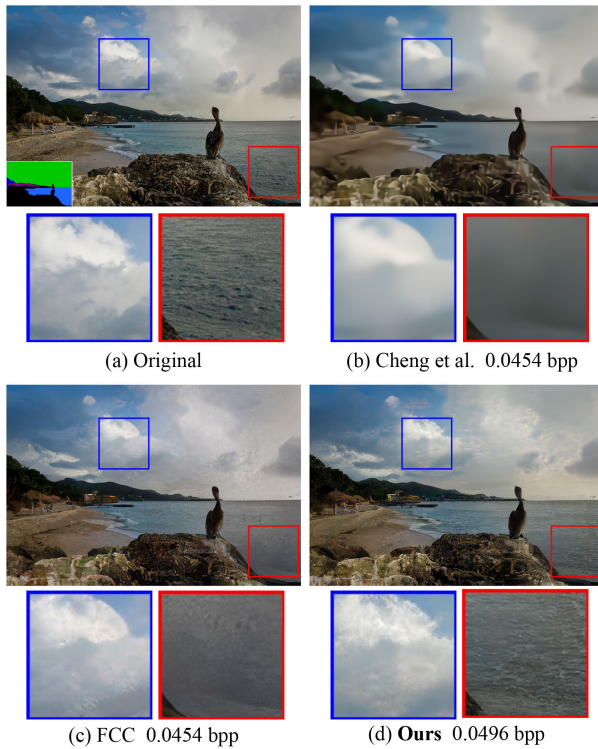 (a) Original
(b) Cheng et al. 0.0454 bpp
(c) FCC 0.0454 bpp
(d) Ours 0.0496 bpp